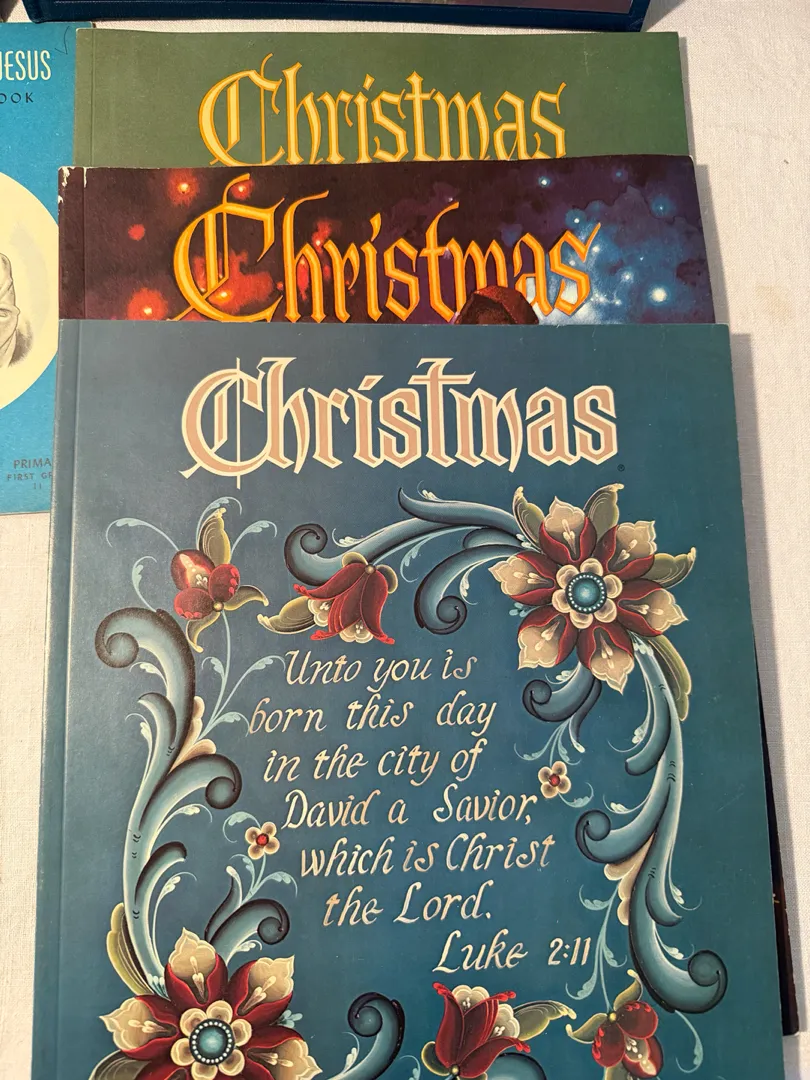 JESUS
OOK
Christmas
Christmas
Christmas
Unto you is
born this day
in the city of
David a Savior,
which is Christ
the Lord.
Luke 2:11
PRIMA
FIRST GR
11